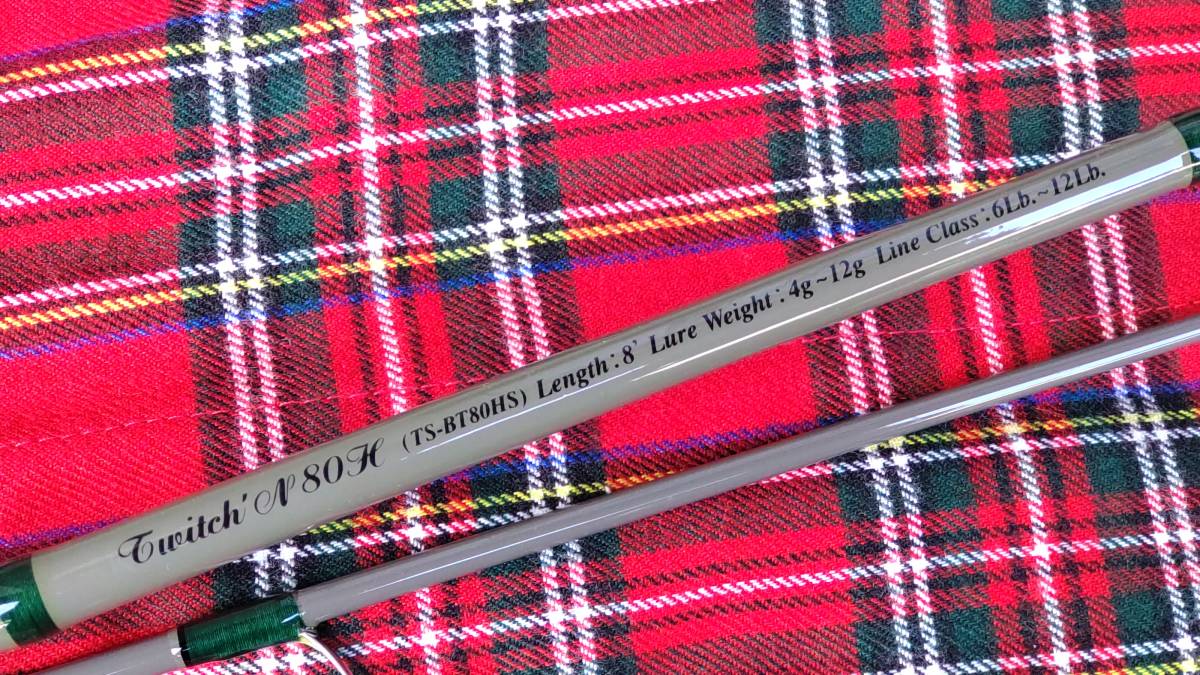 Twitch' N 80H (TS-BT80HS) Length:8' Lure Weight:4g~12g Line Class:6Lb.~12Lb.